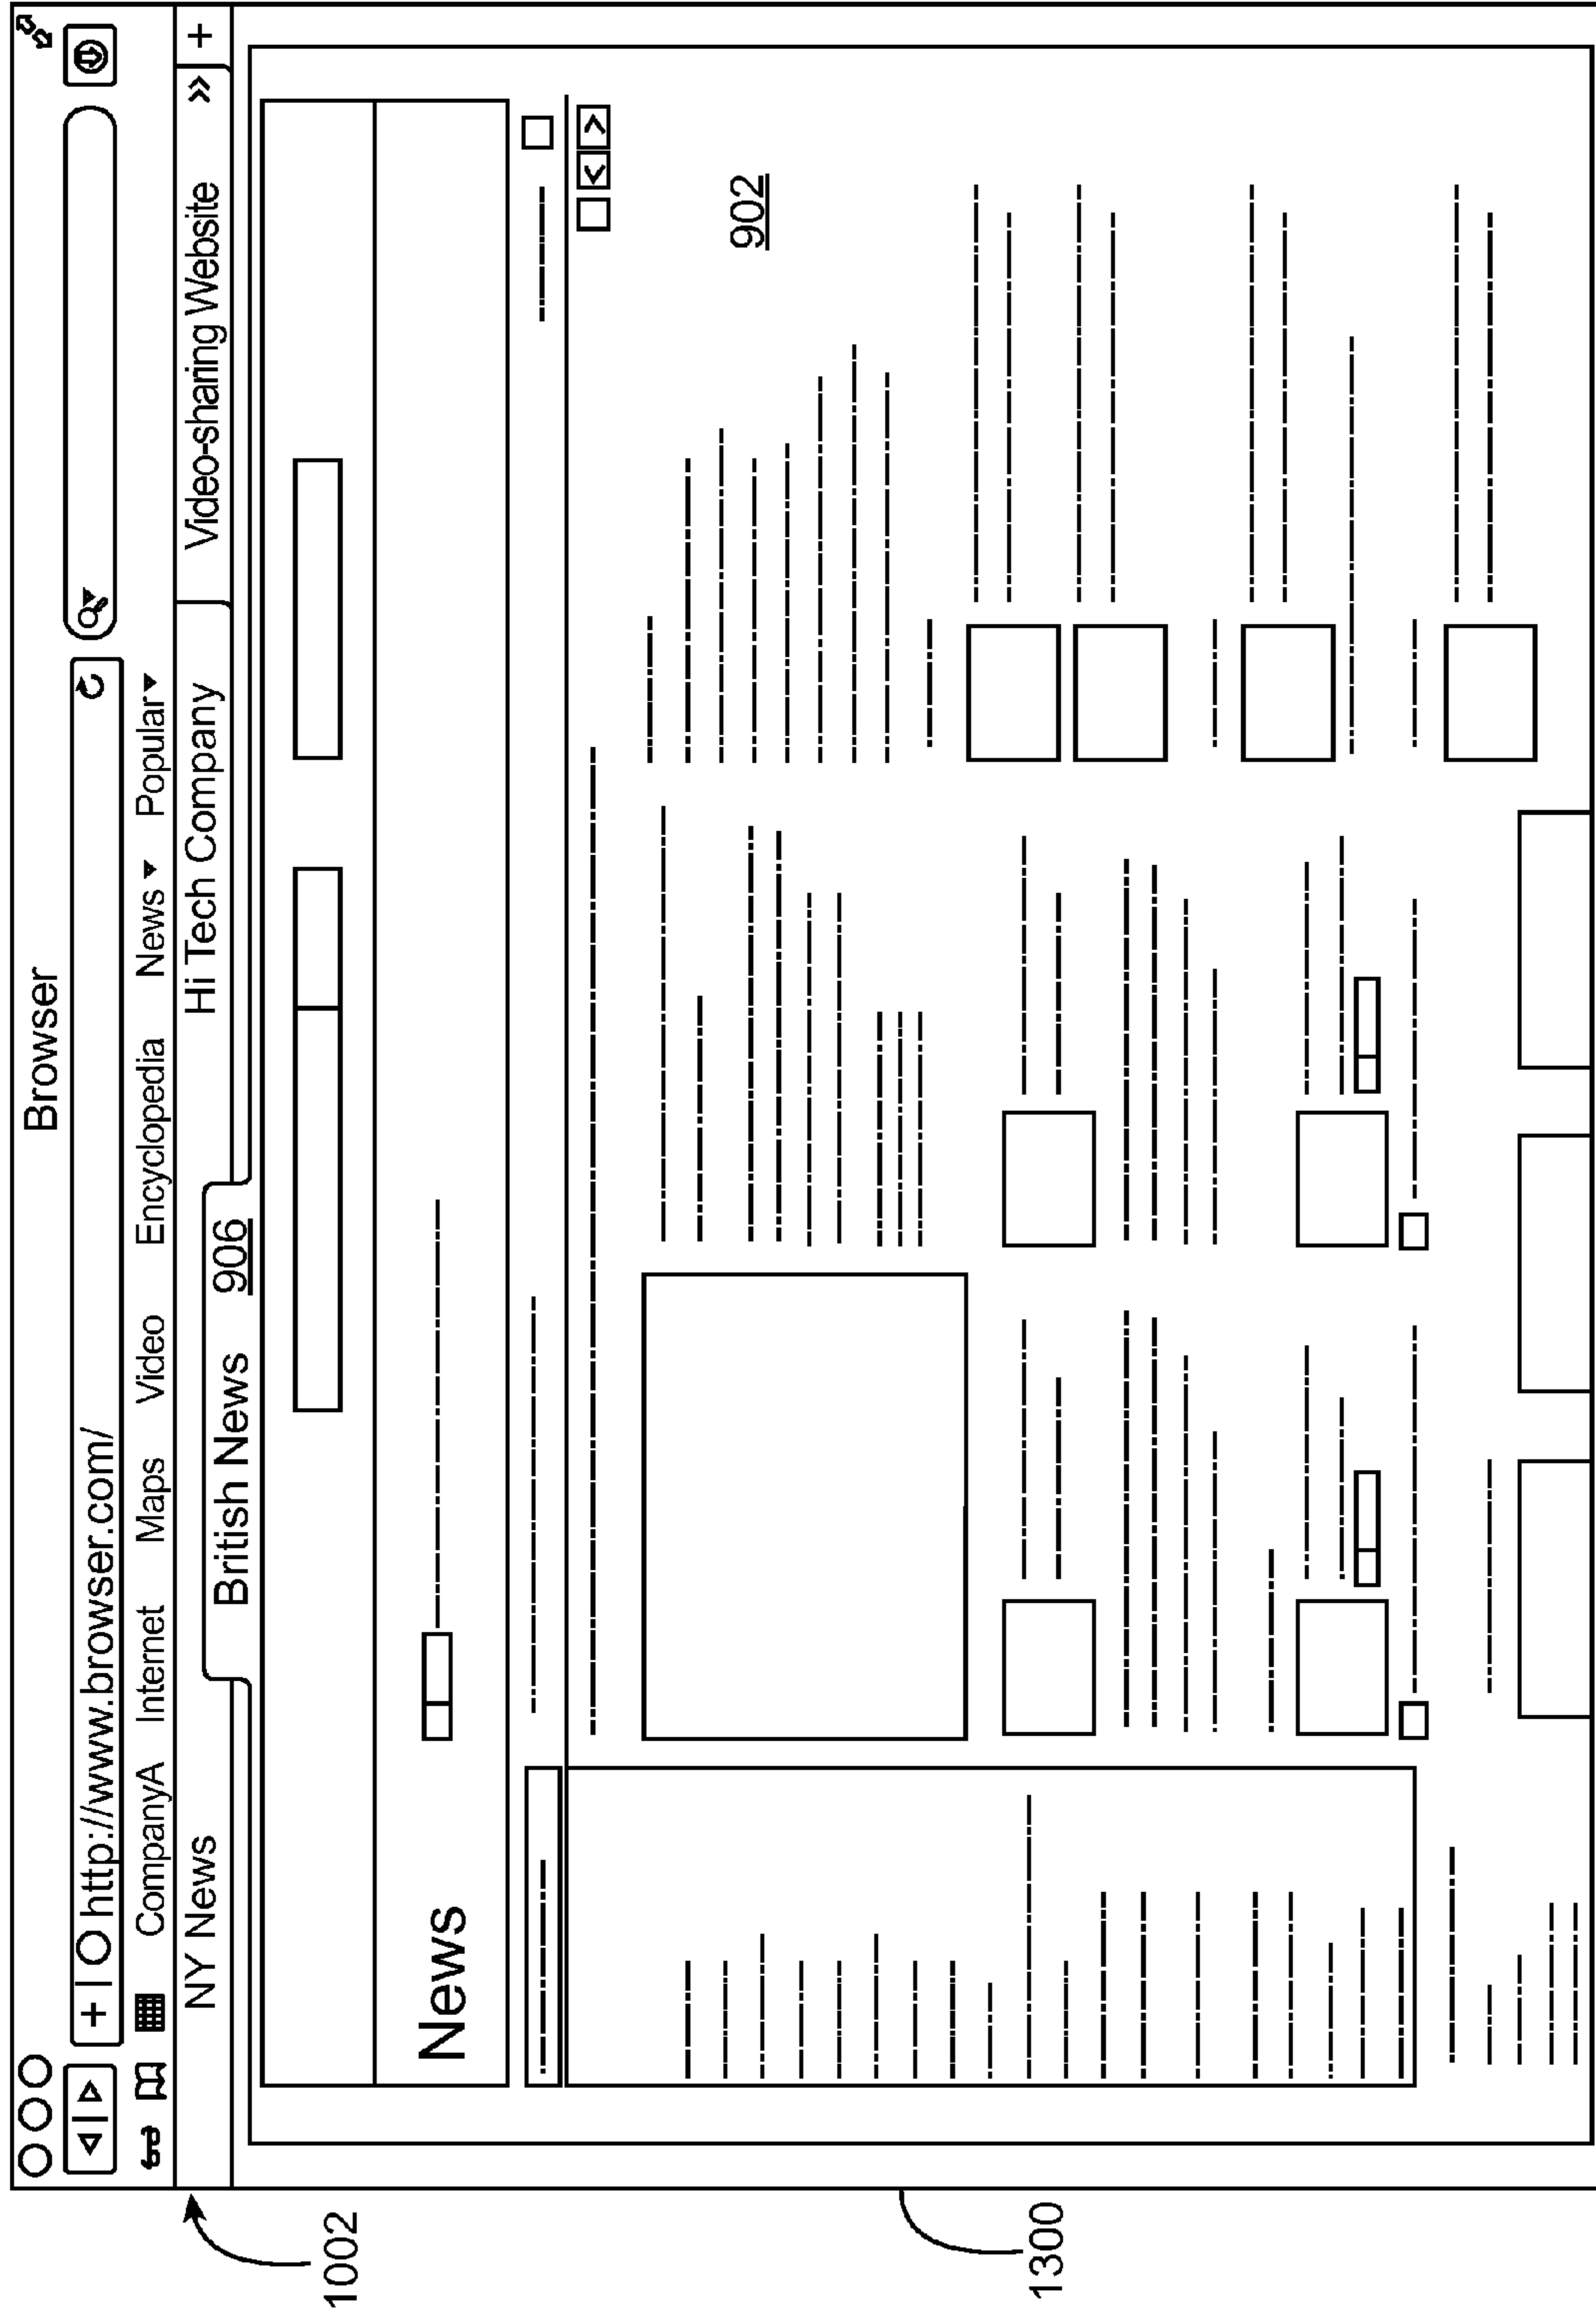 Browser
+ http://www.browser.com/
CompanyA Internet Maps Video Encyclopedia News Popular
NY News British News 906 Hi Tech Company Video-sharing Website » +
1002
News
< >
902
1300